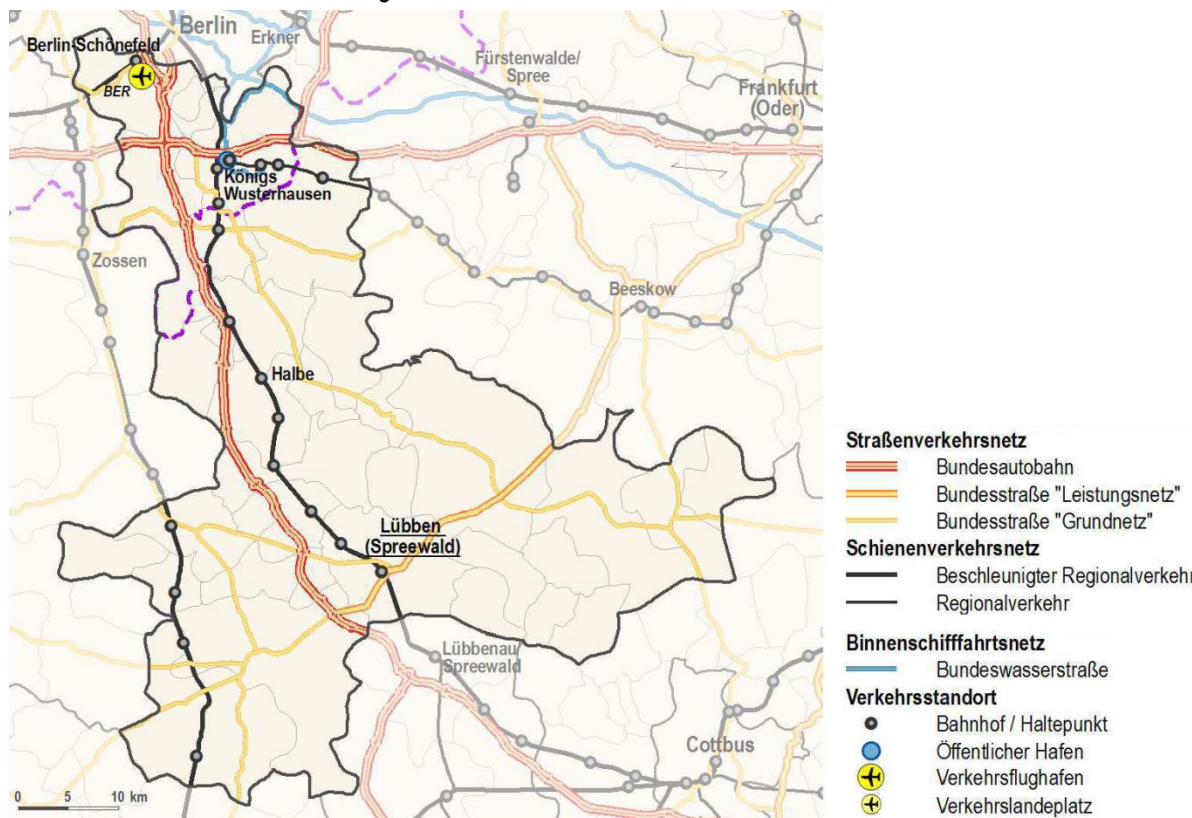 Berlin
Berlin-Schönefeld
Erkner
BER
Fürstenwalde/
Spree
Frankfurt
(Oder)
Königs
Wusterhausen
Zossen
Beeskow
Halbe
Lübben
(Spreewald)
Lübbenau/
Spreewald
Cottbus
0 5 10 km
Straßenverkehrsnetz
Bundesautobahn
Bundesstraße "Leistungsnetz"
Bundesstraße "Grundnetz"
Schienenverkehrsnetz
Beschleunigter Regionalverkehr
Regionalverkehr
Binnenschifffahrtsnetz
Bundeswasserstraße
Verkehrsstandort
Bahnhof / Haltepunkt
Öffentlicher Hafen
Verkehrsflughafen
Verkehrslandeplatz